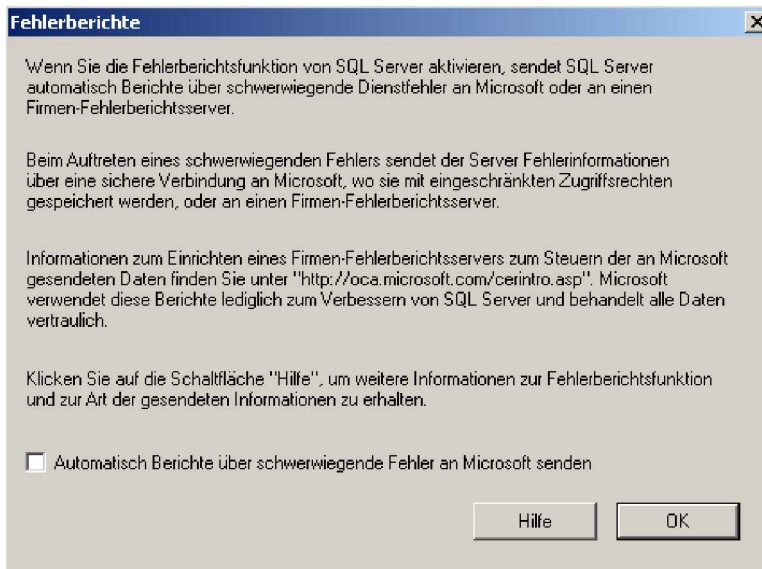 Fehlerberichte
Wenn Sie die Fehlerberichtsfunktion von SQL Server aktivieren, sendet SQL Server
automatisch Berichte über schwerwiegende Dienstfehler an Microsoft oder an einen
Firmen-Fehlerberichtsserver.
Beim Auftreten eines schwerwiegenden Fehlers sendet der Server Fehlerinformationen
über eine sichere Verbindung an Microsoft, wo sie mit eingeschränkten Zugriffsrechten
gespeichert werden, oder an einen Firmen-Fehlerberichtsserver.
Informationen zum Einrichten eines Firmen-Fehlerberichtsservers zum Steuern der an Microsoft
gesendeten Daten finden Sie unter "http://oca.microsoft.com/cerintro.asp". Microsoft
verwendet diese Berichte lediglich zum Verbessern von SQL Server und behandelt alle Daten
vertraulich.
Klicken Sie auf die Schaltfläche "Hilfe", um weitere Informationen zur Fehlerberichtsfunktion
und zur Art der gesendeten Informationen zu erhalten.
Automatisch Berichte über schwerwiegende Fehler an Microsoft senden
Hilfe
OK